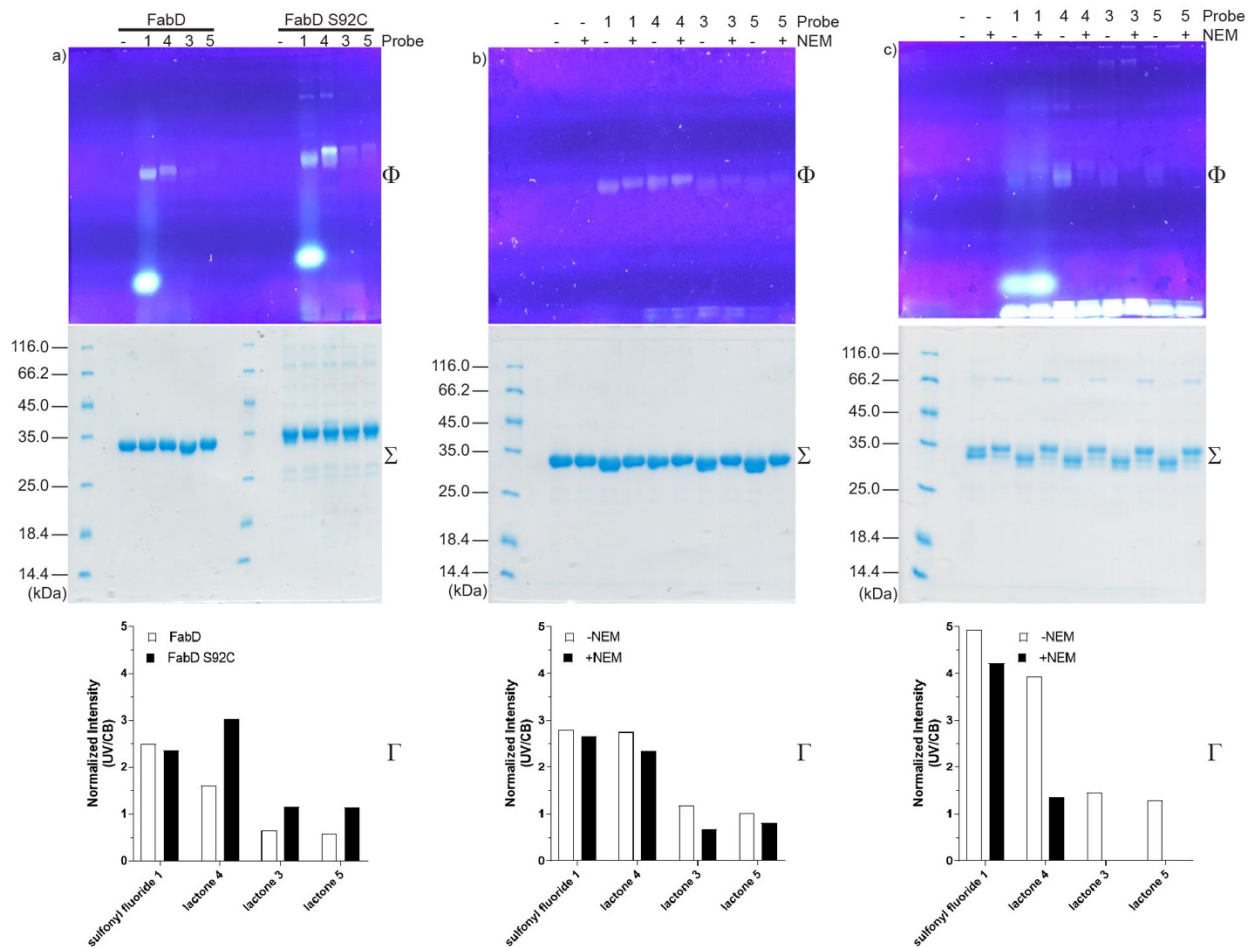 FabD FabD S92C
- 1 4 3 5 - 1 4 3 5 Probe
a)
Φ
116.0
66.2
45.0
35.0
25.0
18.4
14.4
(kDa)
Σ
5
4
3
2
1
0
Normalized Intensity
(UV/CB)
FabD
FabD S92C
Γ
sulfonyl fluoride 1
lactone 4
lactone 3
lactone 5
- - 1 1 4 4 3 3 5 5 Probe
- + - + - + - + - + NEM
b)
Φ
116.0
66.2
45.0
35.0
25.0
18.4
14.4
(kDa)
Σ
5
4
3
2
1
0
Normalized Intensity
(UV/CB)
-NEM
+NEM
Γ
sulfonyl fluoride 1
lactone 4
lactone 3
lactone 5
- - 1 1 4 4 3 3 5 5 Probe
- + - + - + - + - + NEM
c)
Φ
116.0
66.2
45.0
35.0
25.0
18.4
14.4
(kDa)
Σ
5
4
3
2
1
0
Normalized Intensity
(UV/CB)
-NEM
+NEM
Γ
sulfonyl fluoride 1
lactone 4
lactone 3
lactone 5